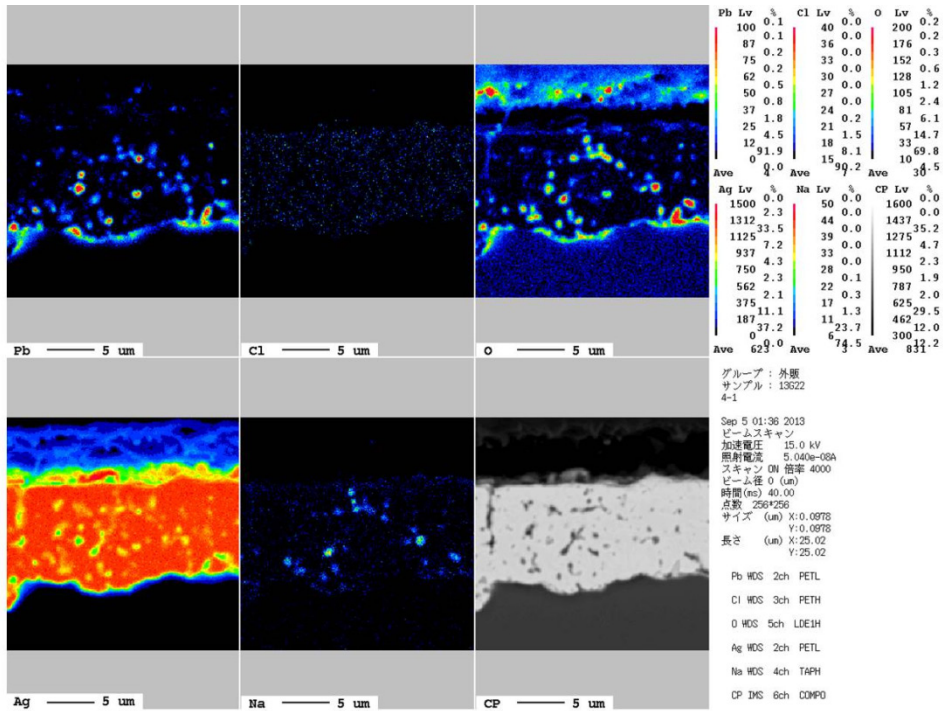 Pb Lv % Cl Lv % O Lv %
0.1 0.0 0.2
100 40 200
0.1 0.0 0.2
87 36 176
0.2 0.0 0.3
75 33 152
0.2 0.0 0.6
62 30 128
0.5 0.0 1.2
50 27 105
0.8 0.0 2.4
37 24 81
1.8 0.2 6.1
25 21 57
4.5 1.5 14.7
12 18 33
91.9 8.1 69.8
0 15 10
0.0 90.2 4.5
Ave 4 Ave 7 Ave 30
Ag Lv % Na Lv % CP Lv %
0.0 0.0 0.0
1500 50 1600
2.3 0.0 0.0
1312 44 1437
33.5 0.0 35.2
1125 39 1275
7.2 0.0 4.7
937 33 1112
4.3 0.0 2.3
750 28 950
2.3 0.1 1.9
562 22 787
2.1 0.3 2.0
375 17 625
11.1 1.3 29.5
187 11 462
37.2 23.7 12.0
0 6 300
0.0 74.5 12.2
Ave 623 Ave 3 Ave 831
Pb 5 um
Cl 5 um
O 5 um
Ag 5 um
Na 5 um
CP 5 um
グループ : 外販
サンプル : 13G22
4-1
Sep 5 01:36 2013
ビームスキャン
加速電圧 15.0 kV
照射電流 5.040e-08A
スキャン ON 倍率 4000
ビーム径 0 (um)
時間(ms) 40.00
点数 256*256
サイズ (um) X:0.0978
Y:0.0978
長さ (um) X:25.02
Y:25.02
Pb WDS 2ch PETL
Cl WDS 3ch PETH
O WDS 5ch LDE1H
Ag WDS 2ch PETL
Na WDS 4ch TAPH
CP IMS 6ch COMPO